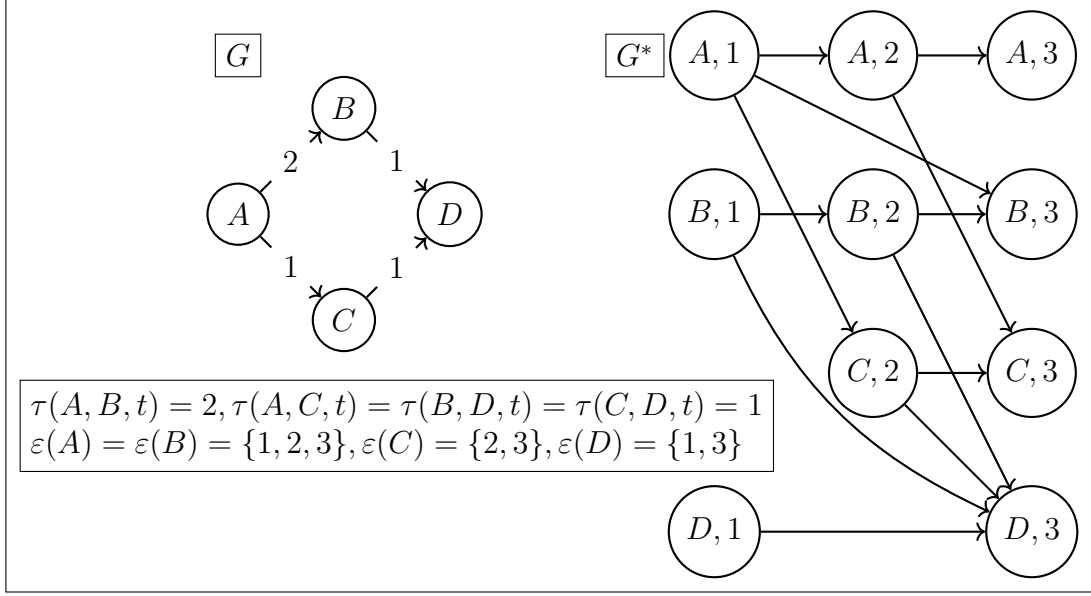 G
B
2
1
A
D
1
1
C
τ(A, B, t) = 2, τ(A, C, t) = τ(B, D, t) = τ(C, D, t) = 1
ε(A) = ε(B) = {1, 2, 3}, ε(C) = {2, 3}, ε(D) = {1, 3}
G*
A, 1
A, 2
A, 3
B, 1
B, 2
B, 3
C, 2
C, 3
D, 1
D, 3